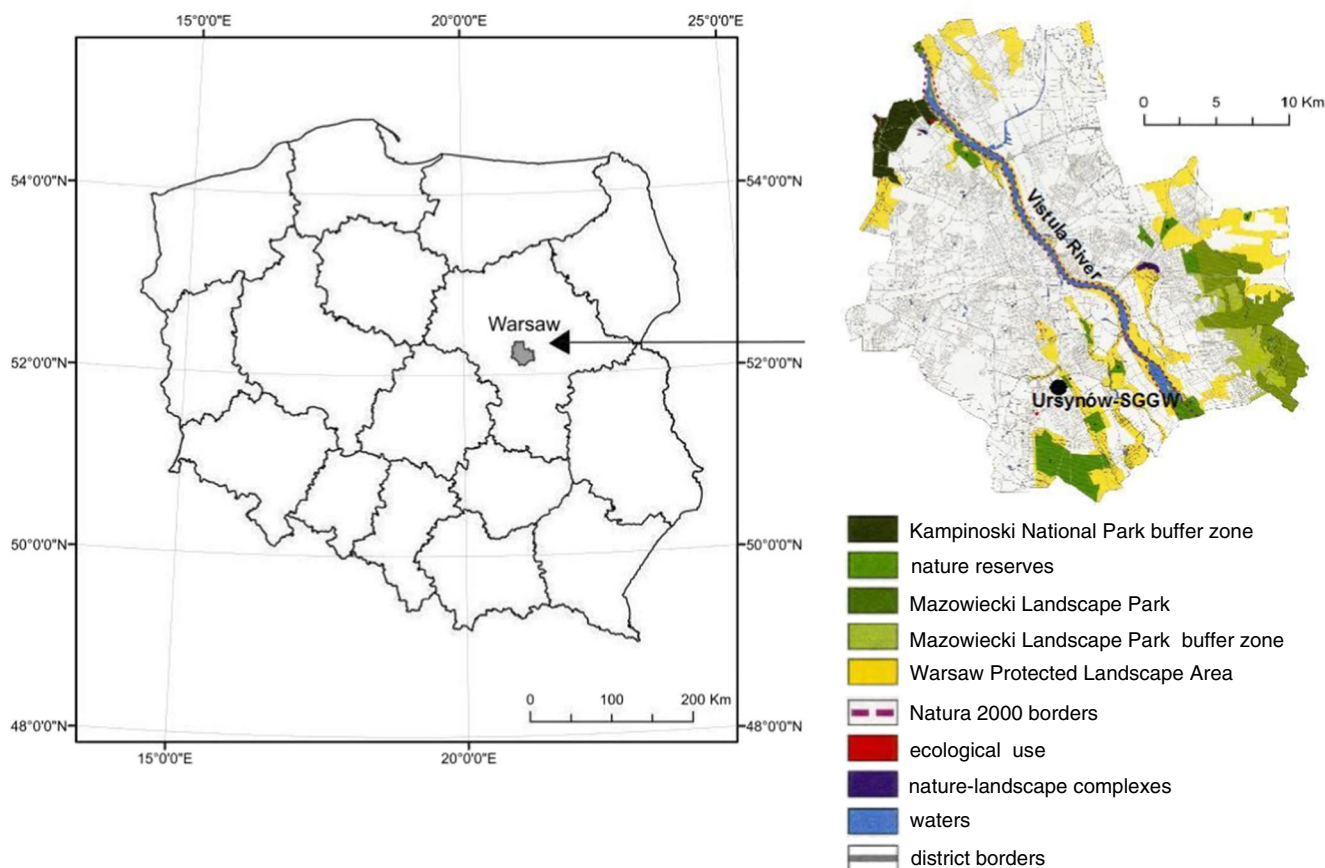 15°0'0"E 20°0'0"E 25°0'0"E
54°0'0"N 54°0'0"N
Warsaw
52°0'0"N 52°0'0"N
50°0'0"N 50°0'0"N
0 100 200 Km
48°0'0"N 48°0'0"N
15°0'0"E 20°0'0"E
0 5 10 Km
Vistula River
Ursynów-SGGW
Kampinoski National Park buffer zone
nature reserves
Mazowiecki Landscape Park
Mazowiecki Landscape Park buffer zone
Warsaw Protected Landscape Area
Natura 2000 borders
ecological use
nature-landscape complexes
waters
district borders